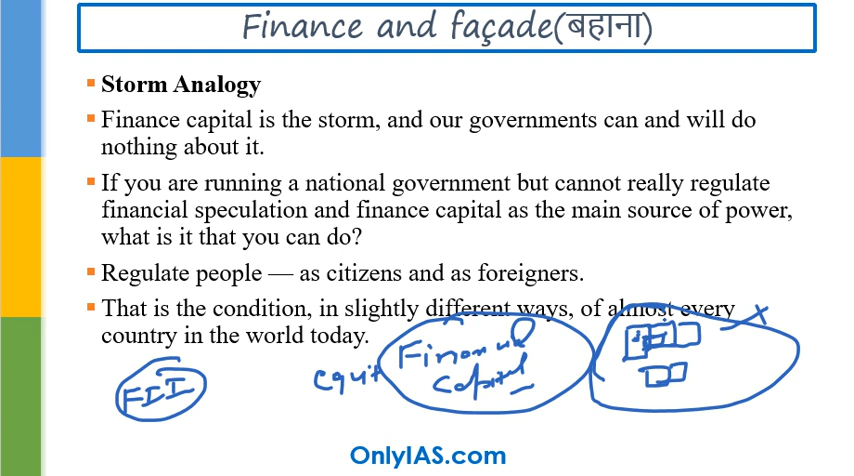 Finance and façade(बहाना)
Storm Analogy
Finance capital is the storm, and our governments can and will do
nothing about it.
If you are running a national government but cannot really regulate
financial speculation and finance capital as the main source of power,
what is it that you can do?
Regulate people — as citizens and as foreigners.
That is the condition, in slightly different ways, of almost every
country in the world today.
Capital
OnlyIAS.com